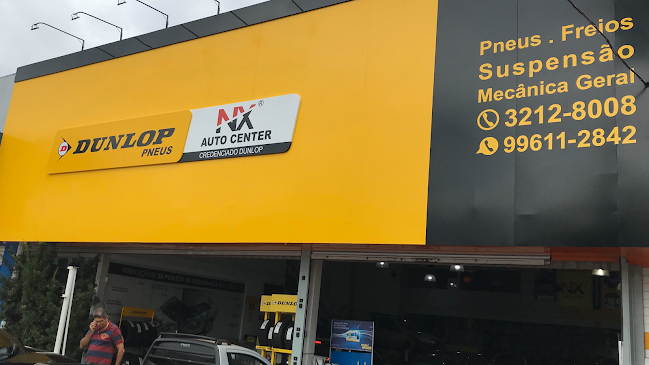 DUNLOP
PNEUS
NX®
AUTO CENTER
CREDENCIADO DUNLOP
Pneus . Freios
Suspensão
Mecânica Geral
3212-8008
99611-2842
DUNLOP